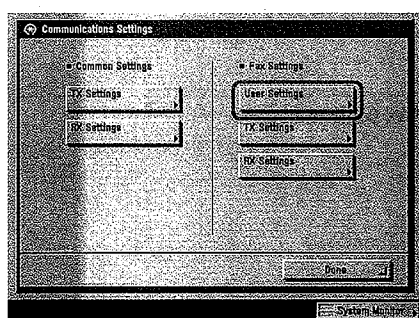 Communications Settings
Common Settings
Fax Settings
TX Settings
User Settings
RX Settings
TX Settings
RX Settings
Done
System Monitor